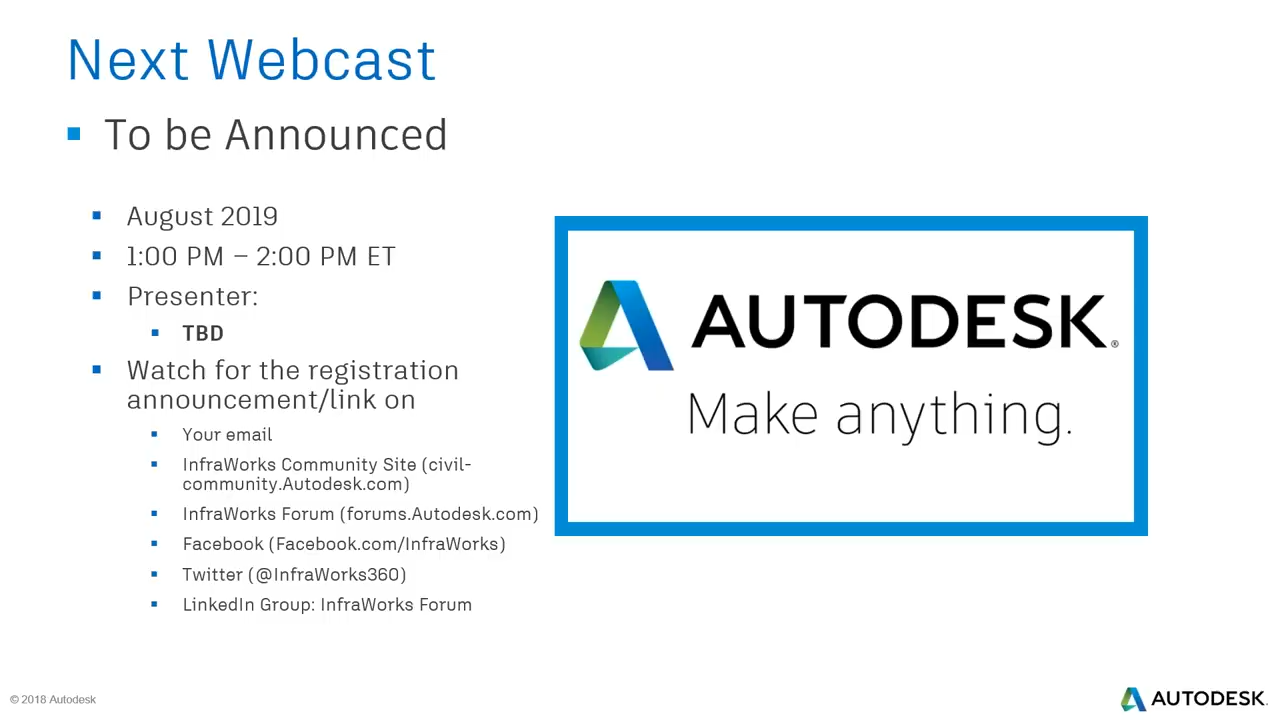 Next Webcast
To be Announced
August 2019
1:00 PM – 2:00 PM ET
Presenter:
TBD
Watch for the registration
announcement/link on
Your email
InfraWorks Community Site (civil-
community.Autodesk.com)
InfraWorks Forum (forums.Autodesk.com)
Facebook (Facebook.com/InfraWorks)
Twitter (@InfraWorks360)
LinkedIn Group: InfraWorks Forum
AUTODESK®
Make anything.
© 2018 Autodesk
AUTODESK